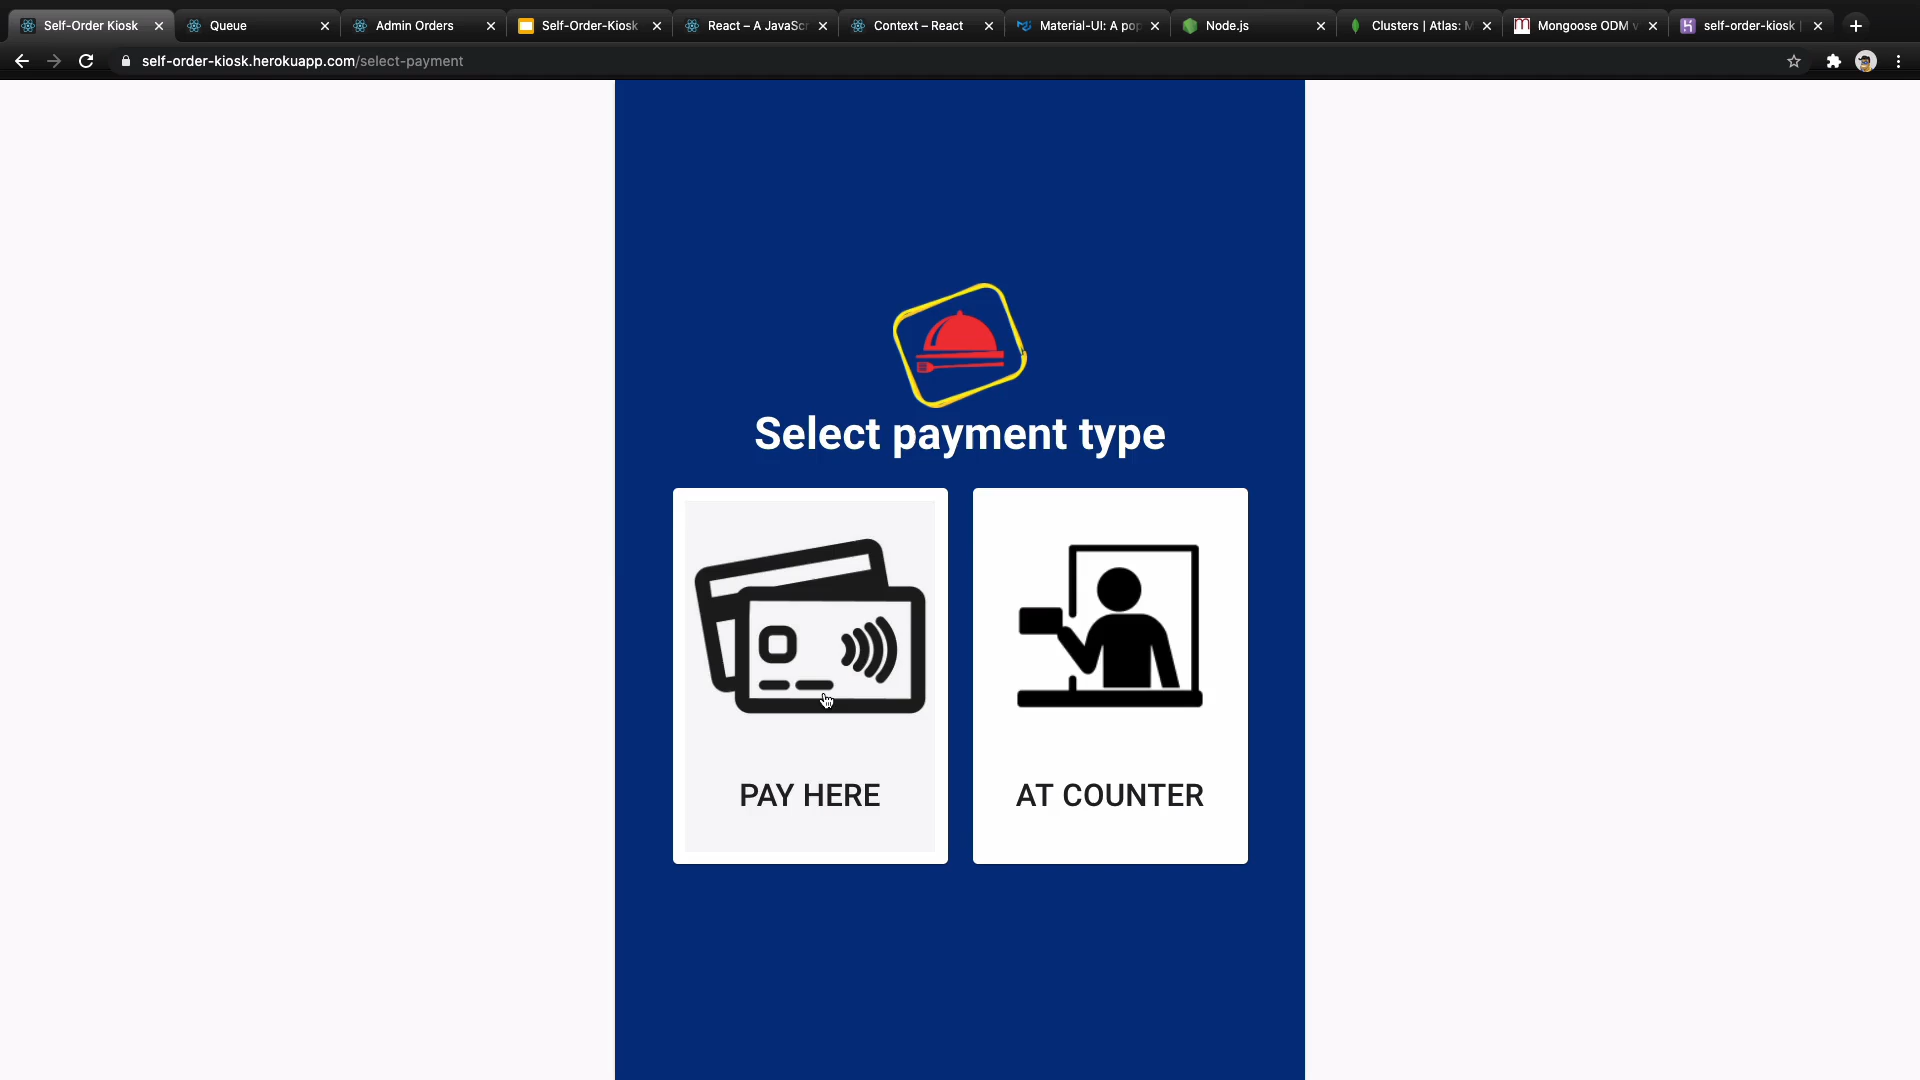 Self-Order Kiosk
Queue
Admin Orders
Self-Order-Kiosk
React – A JavaSc
Context – React
Material-UI: A pop
Node.js
Clusters | Atlas: M
Mongoose ODM v
self-order-kiosk |
self-order-kiosk.herokuapp.com/select-payment
Select payment type
PAY HERE
AT COUNTER